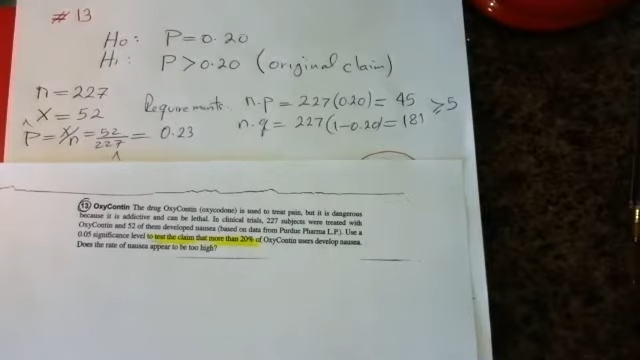 # 13
Ho: P=0.20
H1: P>0.20 (original claim)
n=227
X=52
Requirements: n.p = 227(0.20) = 45 ≥5
p̂=x/n=52/227= 0.23
n.q = 227(1-0.20)=181
13 OxyContin The drug OxyContin (oxycodone) is used to treat pain, but it is dangerous
because it is addictive and can be lethal. In clinical trials, 227 subjects were treated with
OxyContin and 52 of them developed nausea (based on data from Purdue Pharma L.P.). Use a
0.05 significance level to test the claim that more than 20% of OxyContin users develop nausea.
Does the rate of nausea appear to be too high?